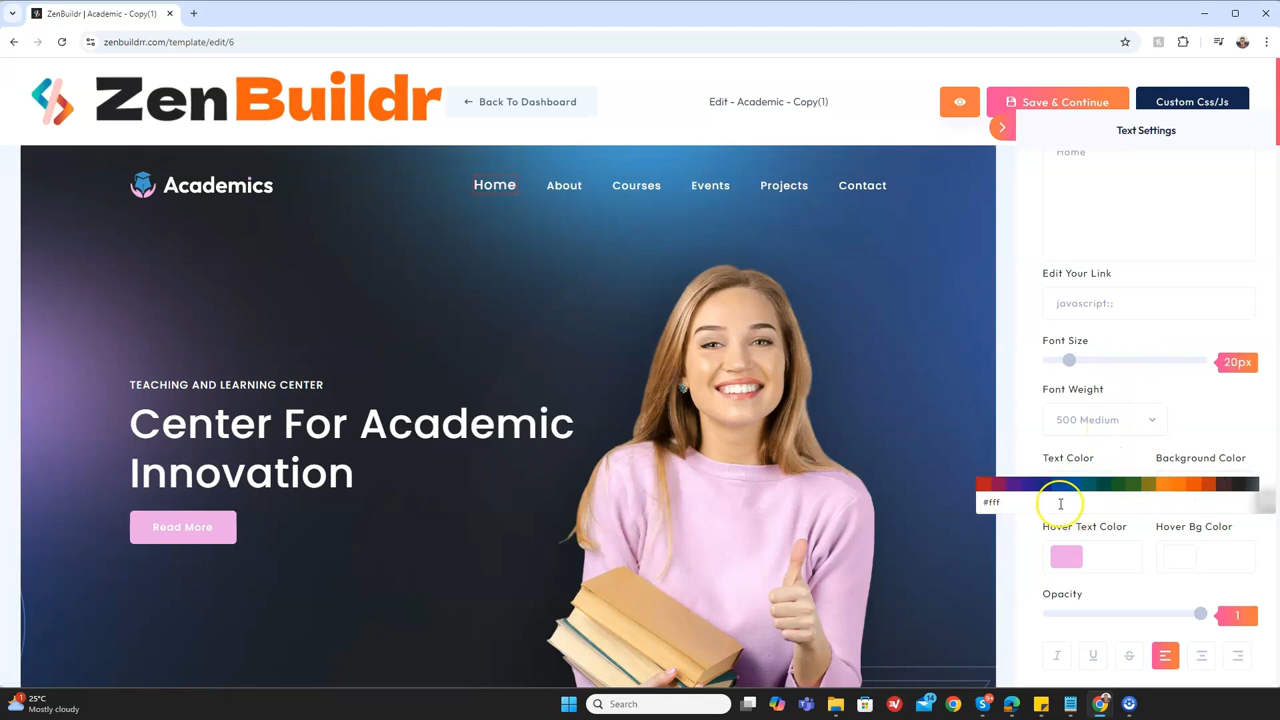 ZenBuildr | Academic - Copy(1)
zenbuildrr.com/template/edit/6
ZenBuildr
Back To Dashboard
Edit - Academic - Copy(1)
Save & Continue
Custom Css/Js
Text Settings
Academics
Home
About
Courses
Events
Projects
Contact
Home
Edit Your Link
javascript:;
Font Size
20px
Font Weight
500 Medium
Text Color
Background Color
#fff
Hover Text Color
Hover Bg Color
Opacity
1
TEACHING AND LEARNING CENTER
Center For Academic
Innovation
Read More
25°C
Mostly cloudy
Search
14